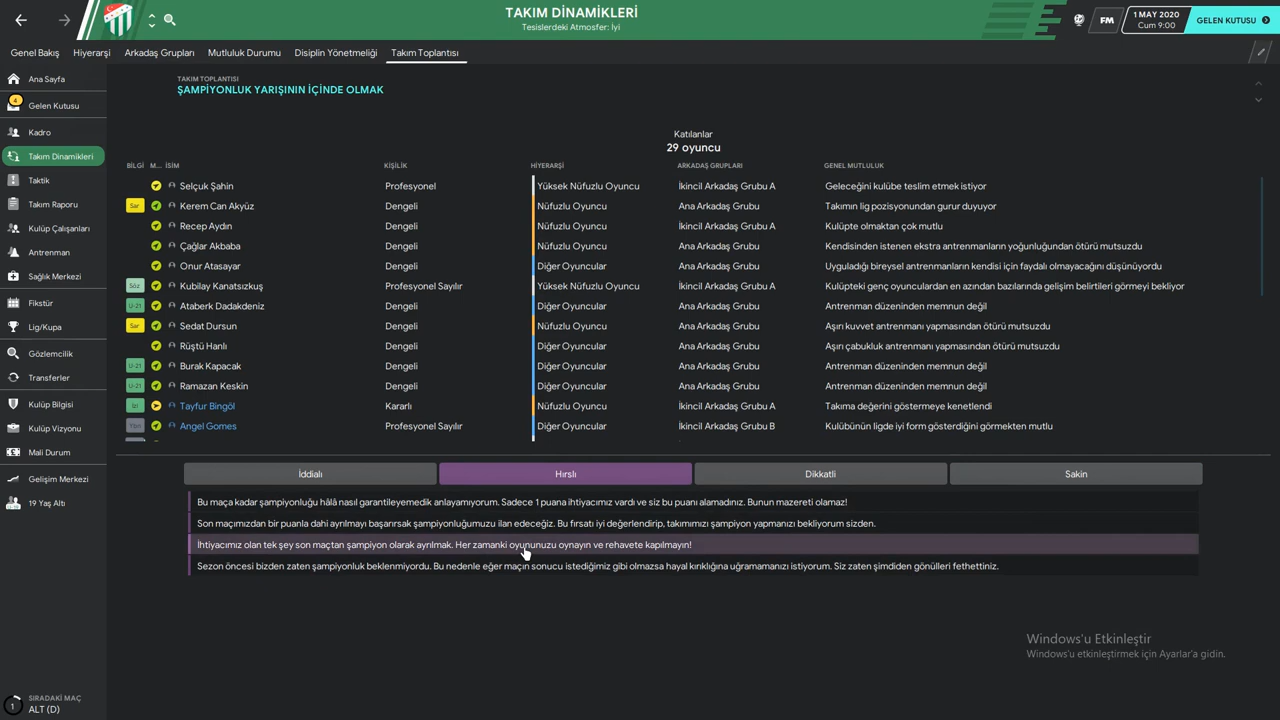 TAKIM DİNAMİKLERİ
Tesislerdeki Atmosfer: İyi
FM
1 MAY 2020
Cum 9:00
GELEN KUTUSU
Genel Bakış Hiyerarşi Arkadaş Grupları Mutluluk Durumu Disiplin Yönetmeliği Takım Toplantısı
Ana Sayfa
4
Gelen Kutusu
Kadro
Takım Dinamikleri
Taktik
Takım Raporu
Kulüp Çalışanları
Antrenman
Sağlık Merkezi
Fikstür
Lig/Kupa
Gözlemcilik
Transferler
Kulüp Bilgisi
Kulüp Vizyonu
Mali Durum
Gelişim Merkezi
19 Yaş Altı
1 SIRADAKİ MAÇ
ALT (D)
TAKIM TOPLANTISI
ŞAMPİYONLUK YARIŞININ İÇİNDE OLMAK
Katılanlar
29 oyuncu
BİLGİ M... İSİM KİŞİLİK HİYERARŞİ ARKADAŞ GRUPLARI GENEL MUTLULUK
Selçuk Şahin Profesyonel Yüksek Nüfuzlu Oyuncu İkincil Arkadaş Grubu A Geleceğini kulübe teslim etmek istiyor
Sar Kerem Can Akyüz Dengeli Nüfuzlu Oyuncu Ana Arkadaş Grubu Takımın lig pozisyonundan gurur duyuyor
Recep Aydın Dengeli Nüfuzlu Oyuncu İkincil Arkadaş Grubu A Kulüpte olmaktan çok mutlu
Çağlar Akbaba Dengeli Nüfuzlu Oyuncu Ana Arkadaş Grubu Kendisinden istenen ekstra antrenmanların yoğunluğundan ötürü mutsuzdu
Onur Atasayar Dengeli Diğer Oyuncular Ana Arkadaş Grubu Uyguladığı bireysel antrenmanların kendisi için faydalı olmayacağını düşünüyordu
Söz Kubilay Kanatsızkuş Profesyonel Sayılır Yüksek Nüfuzlu Oyuncu İkincil Arkadaş Grubu A Kulüpteki genç oyunculardan en azından bazılarında gelişim belirtileri görmeyi bekliyor
U-21 Ataberk Dadakdeniz Dengeli Diğer Oyuncular Ana Arkadaş Grubu Antrenman düzeninden memnun değil
Sar Sedat Dursun Dengeli Nüfuzlu Oyuncu Ana Arkadaş Grubu Aşırı kuvvet antrenmanı yapmasından ötürü mutsuzdu
Rüştü Hanlı Dengeli Diğer Oyuncular Ana Arkadaş Grubu Aşırı çabukluk antrenmanı yapmasından ötürü mutsuzdu
U-21 Burak Kapacak Dengeli Diğer Oyuncular Ana Arkadaş Grubu Antrenman düzeninden memnun değil
U-21 Ramazan Keskin Dengeli Diğer Oyuncular Ana Arkadaş Grubu Antrenman düzeninden memnun değil
İzi Tayfur Bingöl Kararlı Nüfuzlu Oyuncu İkincil Arkadaş Grubu A Takıma değerini göstermeye kenetlendi
Angel Gomes Profesyonel Sayılır Diğer Oyuncular İkincil Arkadaş Grubu B Kulübünün ligde iyi form gösterdiğini görmekten mutlu
İddialı Hırslı Dikkatli Sakin
Bu maça kadar şampiyonluğu hâlâ nasıl garantileyemedik anlayamıyorum. Sadece 1 puana ihtiyacımız vardı ve siz bu puanı alamadınız. Bunun mazereti olamaz!
Son maçımızdan bir puanla dahi ayrılmayı başarırsak şampiyonluğumuzu ilan edeceğiz. Bu fırsatı iyi değerlendirip, takımımızı şampiyon yapmanızı bekliyorum sizden.
İhtiyacımız olan tek şey son maçtan şampiyon olarak ayrılmak. Her zamanki oyununuzu oynayın ve rehavete kapılmayın!
Sezon öncesi bizden zaten şampiyonluk beklenmiyordu. Bu nedenle eğer maçın sonucu istediğimiz gibi olmazsa hayal kırıklığına uğramamanızı istiyorum. Siz zaten şimdiden gönülleri fethettiniz.
Windows'u Etkinleştir
Windows'u etkinleştirmek için Ayarlar'a gidin.